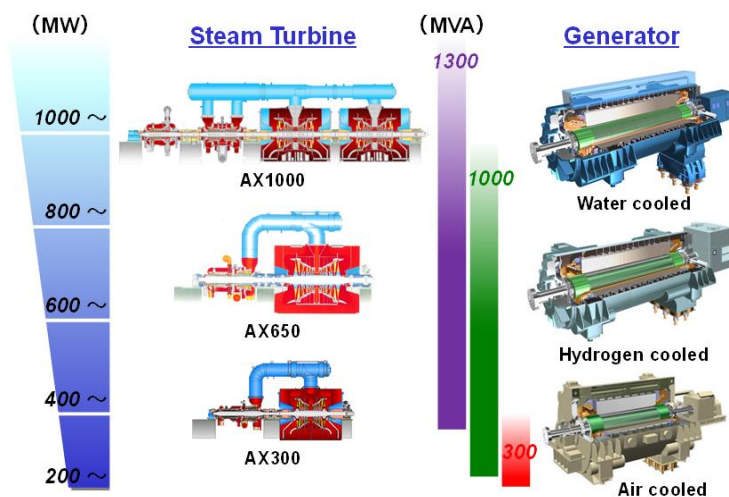 (MW)
Steam Turbine
(MVA)
Generator
1300
1000 ～
AX1000
1000
Water cooled
800 ～
600 ～
AX650
Hydrogen cooled
400 ～
AX300
300
200 ～
Air cooled